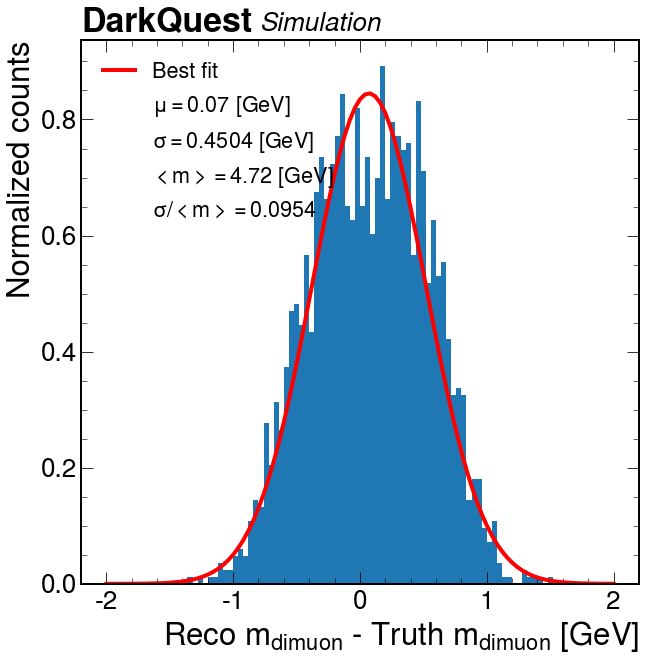 DarkQuest Simulation
Best fit
μ = 0.07 [GeV]
σ = 0.4504 [GeV]
< m > = 4.72 [GeV]
σ/< m > = 0.0954
Normalized counts
0.8
0.6
0.4
0.2
0.0
-2 -1 0 1 2
Reco m_dimuon - Truth m_dimuon [GeV]